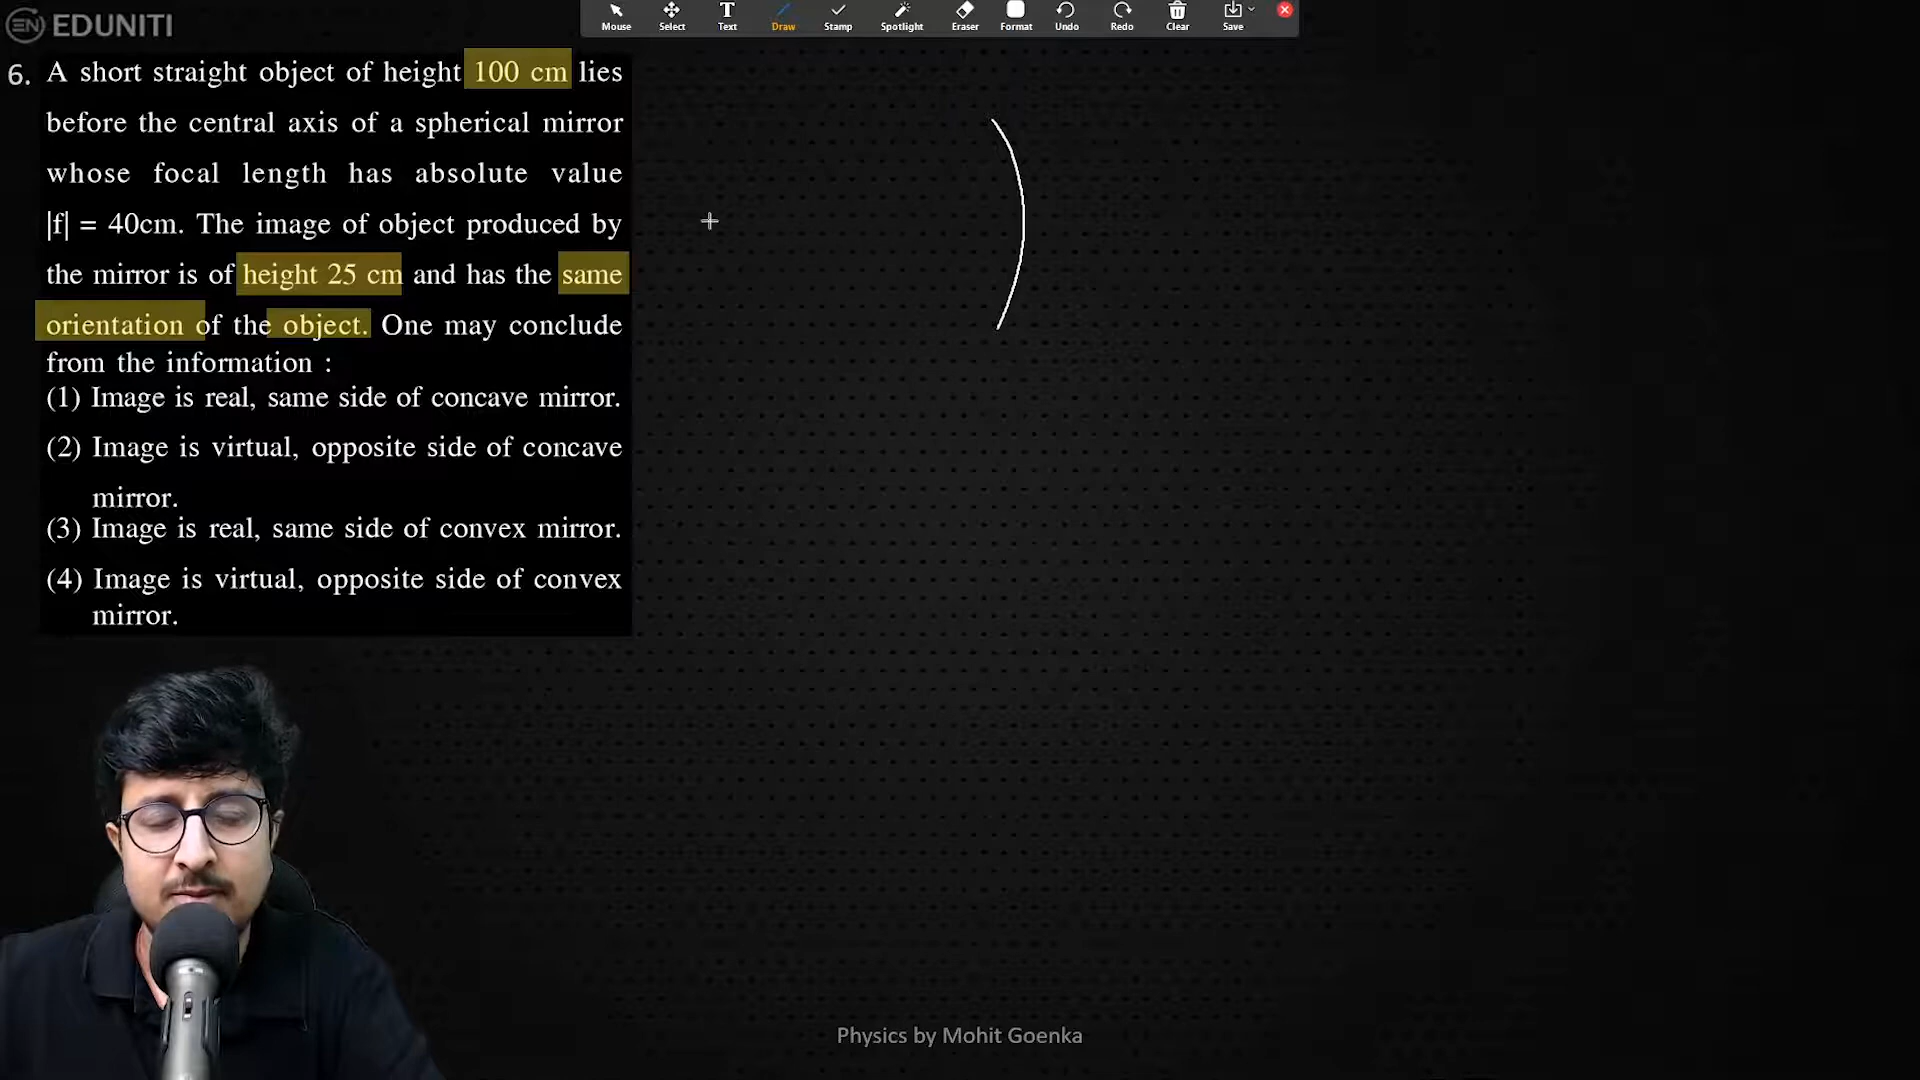 EN EDUNITI
Mouse Select Text Draw Stamp Spotlight Eraser Format Undo Redo Clear Save
6. A short straight object of height 100 cm lies
before the central axis of a spherical mirror
whose focal length has absolute value
|f| = 40cm. The image of object produced by
the mirror is of height 25 cm and has the same
orientation of the object. One may conclude
from the information :
(1) Image is real, same side of concave mirror.
(2) Image is virtual, opposite side of concave
mirror.
(3) Image is real, same side of convex mirror.
(4) Image is virtual, opposite side of convex
mirror.
Physics by Mohit Goenka